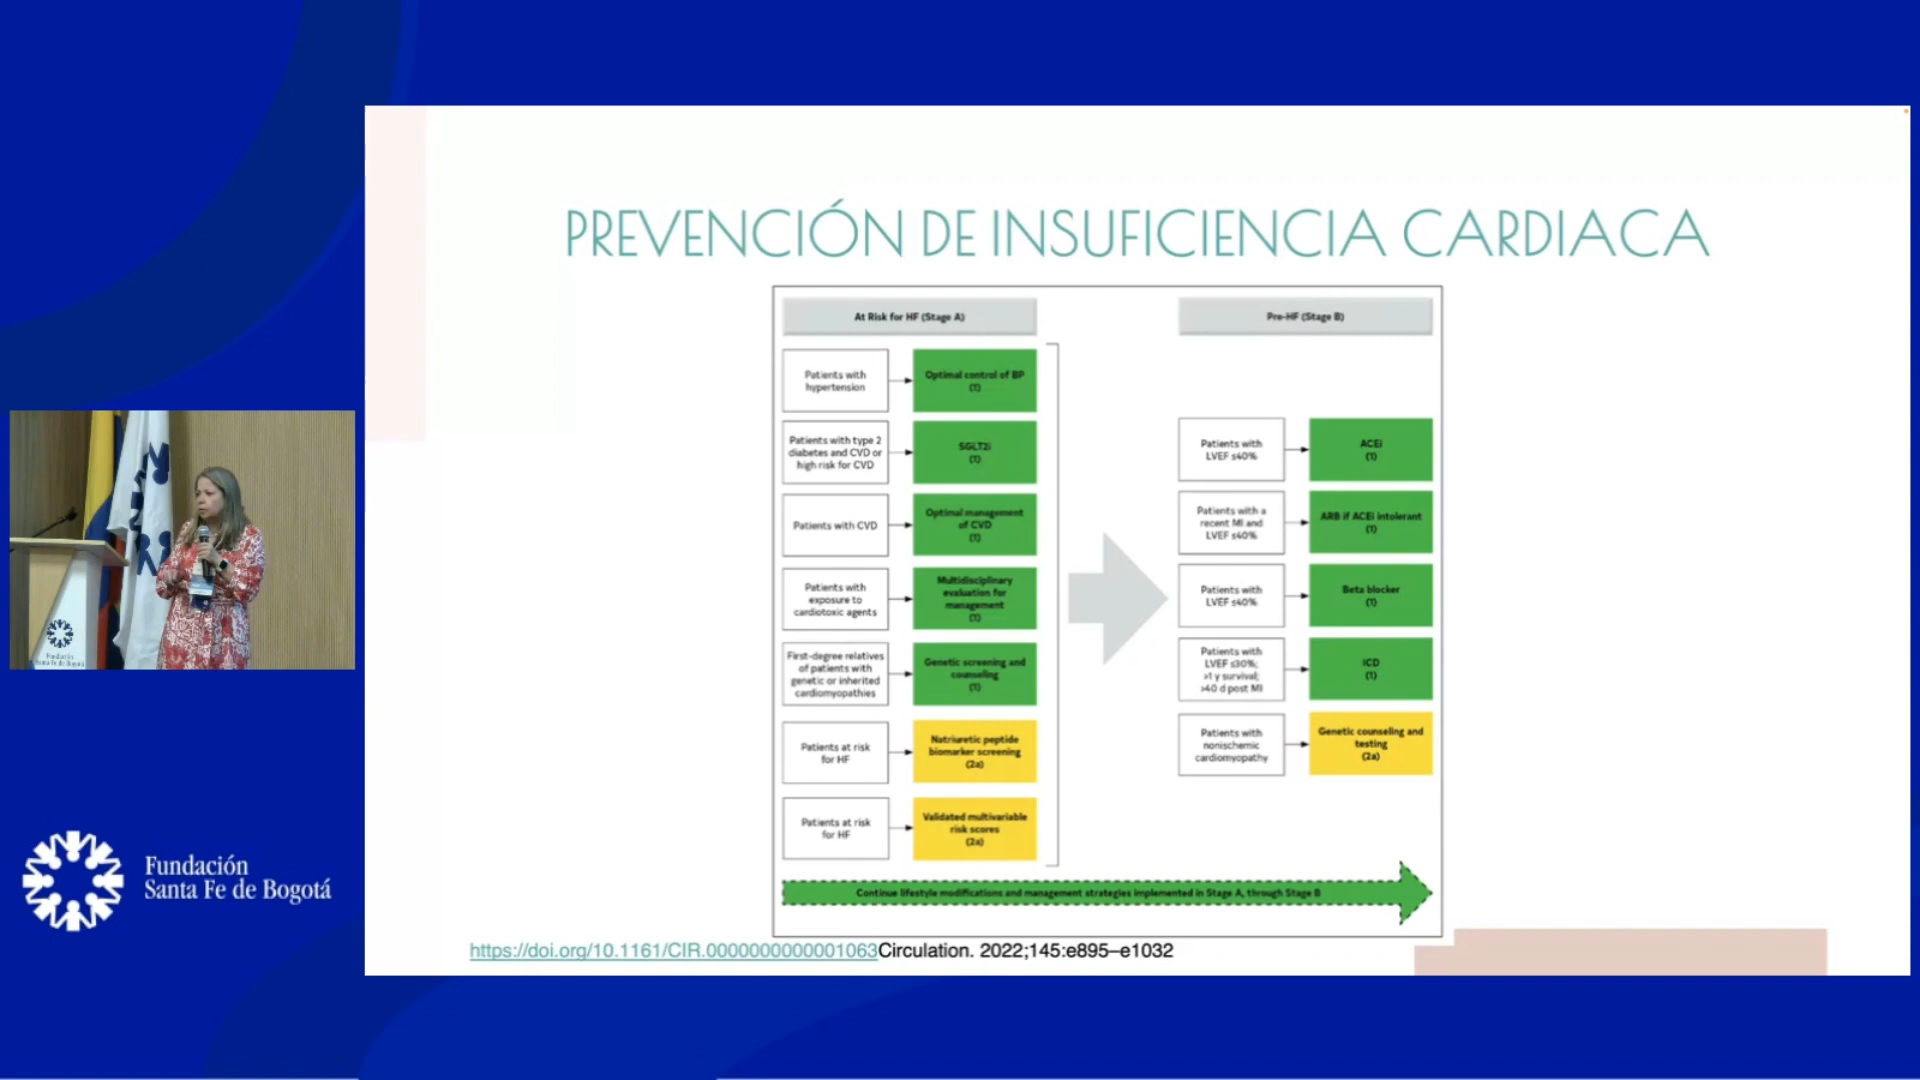 PREVENCIÓN DE INSUFICIENCIA CARDIACA
At Risk for HF (Stage A)
Patients with
hypertension
Optimal control of BP
(1)
Patients with type 2
diabetes and CVD or
high risk for CVD
SGLT2i
(1)
Patients with CVD
Optimal management
of CVD
(1)
Patients with
exposure to
cardiotoxic agents
Multidisciplinary
evaluation for
management
(1)
First-degree relatives
of patients with
genetic or inherited
cardiomyopathies
Genetic screening and
counseling
(1)
Patients at risk
for HF
Natriuretic peptide
biomarker screening
(2a)
Patients at risk
for HF
Validated multivariable
risk scores
(2a)
Pre-HF (Stage B)
Patients with
LVEF ≤40%
ACEi
(1)
Patients with a
recent MI and
LVEF ≤40%
ARB if ACEi intolerant
(1)
Patients with
LVEF ≤40%
Beta blocker
(1)
Patients with
LVEF ≤30%;
>1 y survival;
>40 d post MI
ICD
(1)
Patients with
nonischemic
cardiomyopathy
Genetic counseling and
testing
(2a)
Continue lifestyle modifications and management strategies implemented in Stage A, through Stage B
https://doi.org/10.1161/CIR.0000000000001063Circulation. 2022;145:e895–e1032
Fundación
Santa Fe de Bogotá
Fundación
Santa Fe de Bogotá